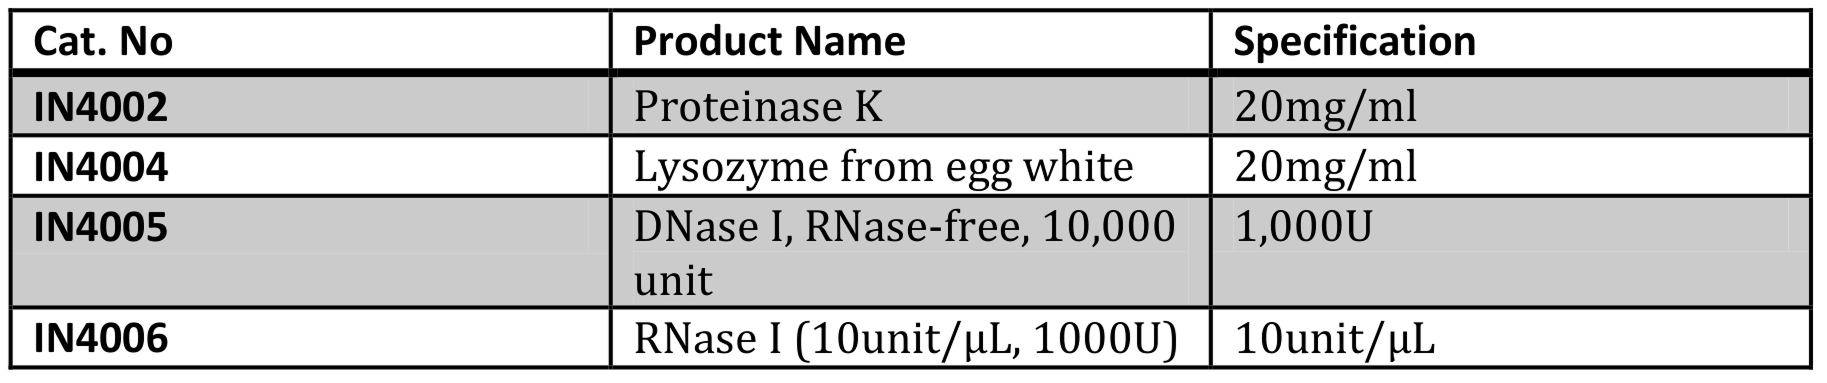 Cat. No Product Name Specification
IN4002 Proteinase K 20mg/ml
IN4004 Lysozyme from egg white 20mg/ml
IN4005 DNase I, RNase-free, 10,000 1,000U
unit
IN4006 RNase I (10unit/μL, 1000U) 10unit/μL